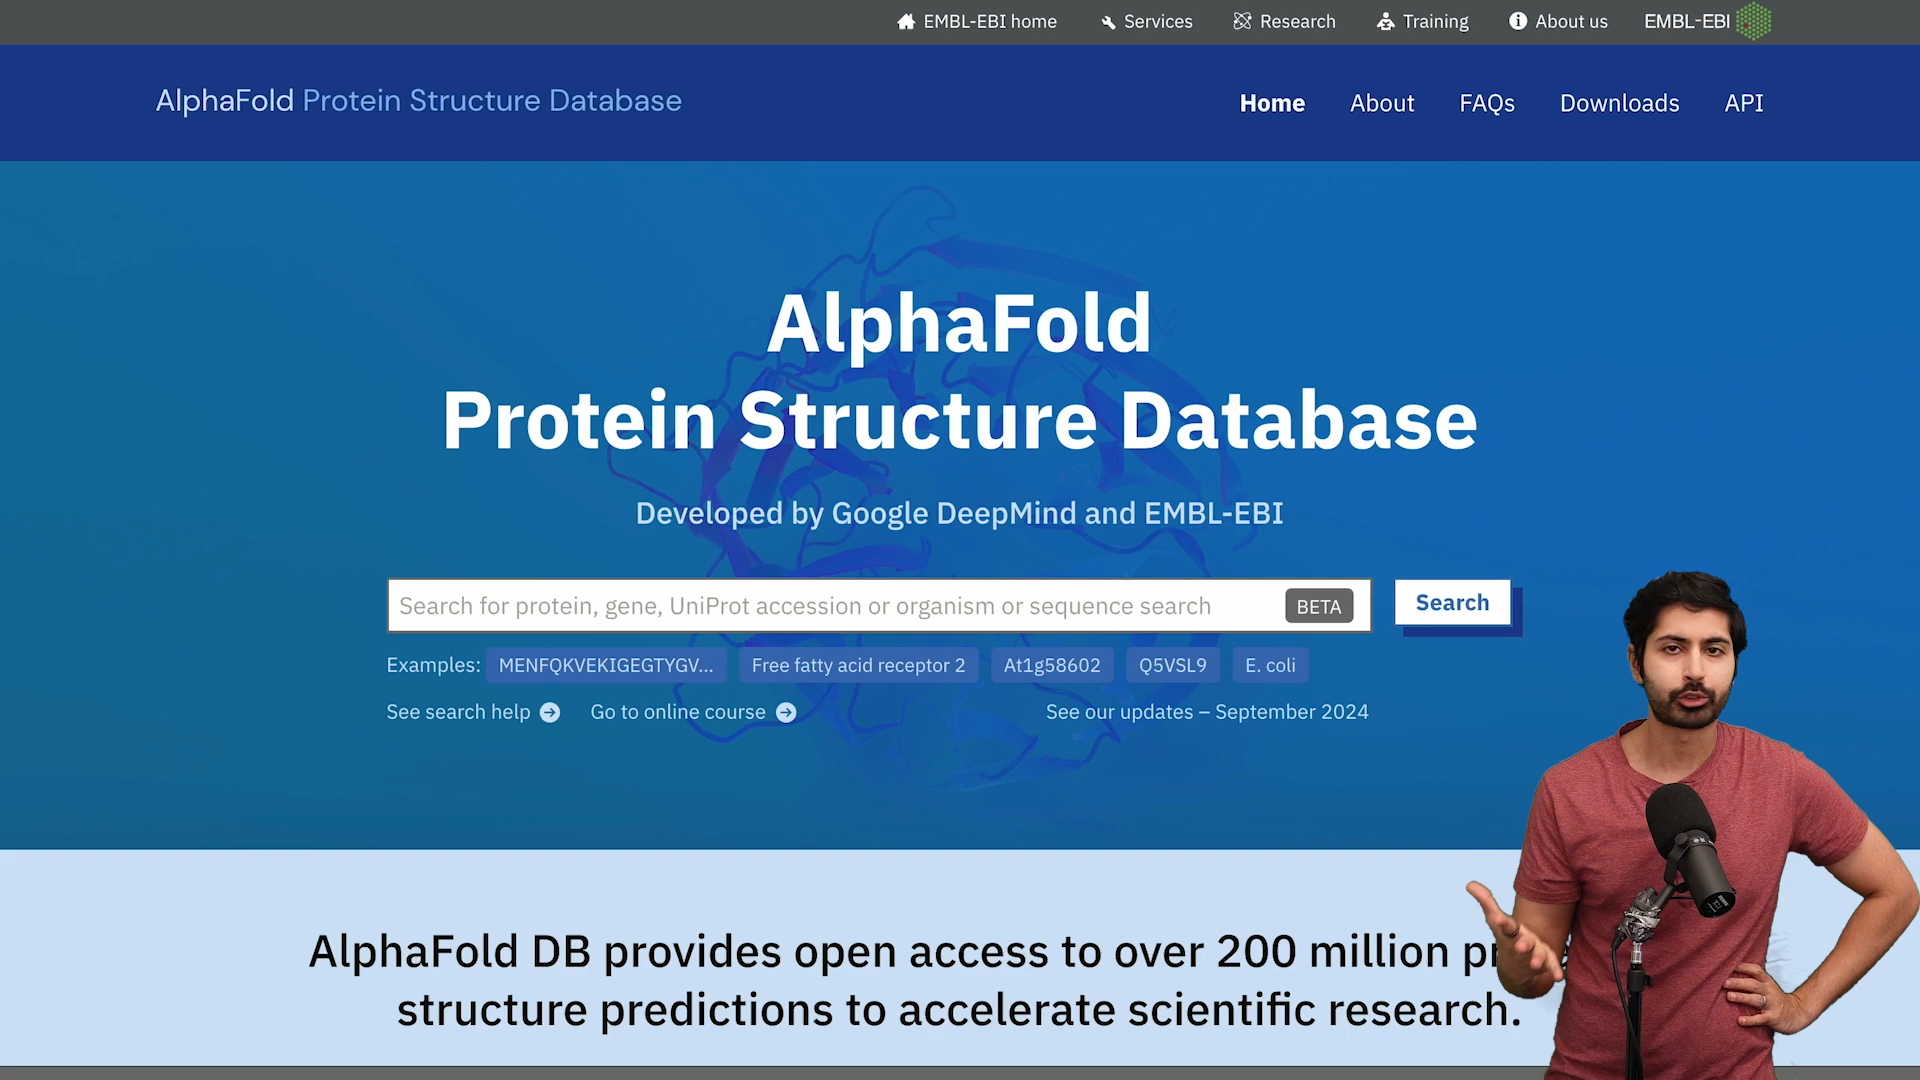 EMBL-EBI home Services Research Training About us EMBL-EBI
AlphaFold Protein Structure Database
Home About FAQs Downloads API
AlphaFold
Protein Structure Database
Developed by Google DeepMind and EMBL-EBI
Search for protein, gene, UniProt accession or organism or sequence search BETA Search
Examples: MENFQKVEKIGEGTYGV... Free fatty acid receptor 2 At1g58602 Q5VSL9 E. coli
See search help Go to online course See our updates – September 2024
AlphaFold DB provides open access to over 200 million
structure predictions to accelerate scientific research.